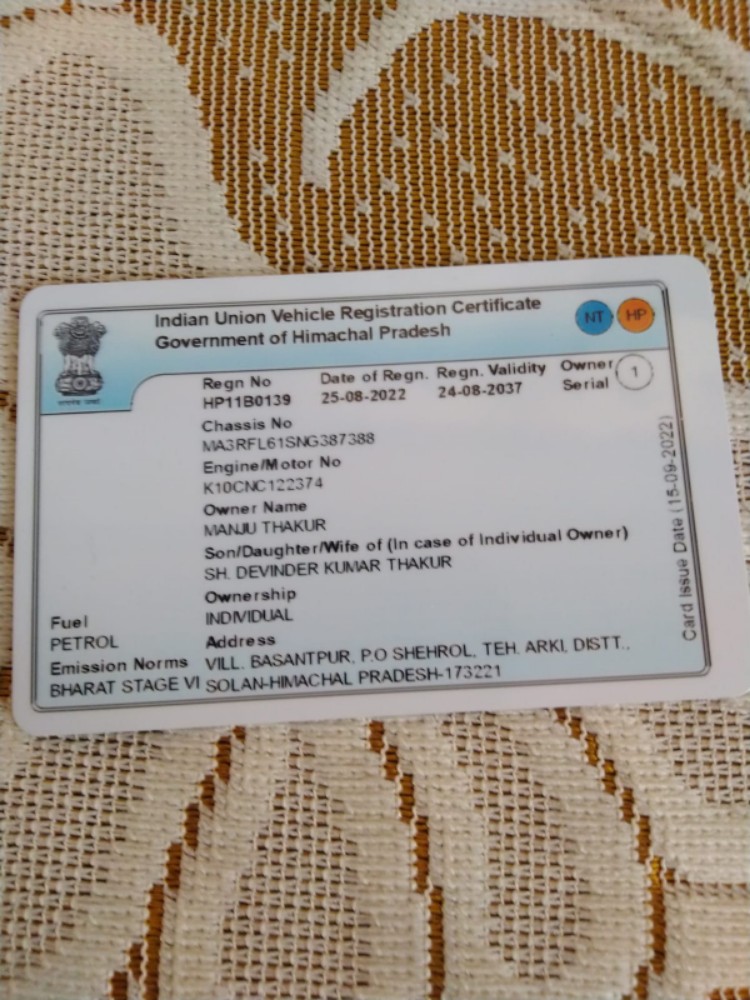 Indian Union Vehicle Registration Certificate
Government of Himachal Pradesh
NT HP
Regn No Date of Regn. Regn. Validity Owner Serial 1
HP11B0139 25-08-2022 24-08-2037
Chassis No
MA3RFL61SNG387388
Engine/Motor No
K10CNC122374
Owner Name
MANJU THAKUR
Son/Daughter/Wife of (In case of Individual Owner)
SH. DEVINDER KUMAR THAKUR
Ownership
INDIVIDUAL
Fuel
PETROL
Address
VILL. BASANTPUR, P.O SHEHROL, TEH. ARKI, DISTT.,
SOLAN-HIMACHAL PRADESH-173221
Emission Norms
BHARAT STAGE VI
Card Issue Date (15-09-2022)